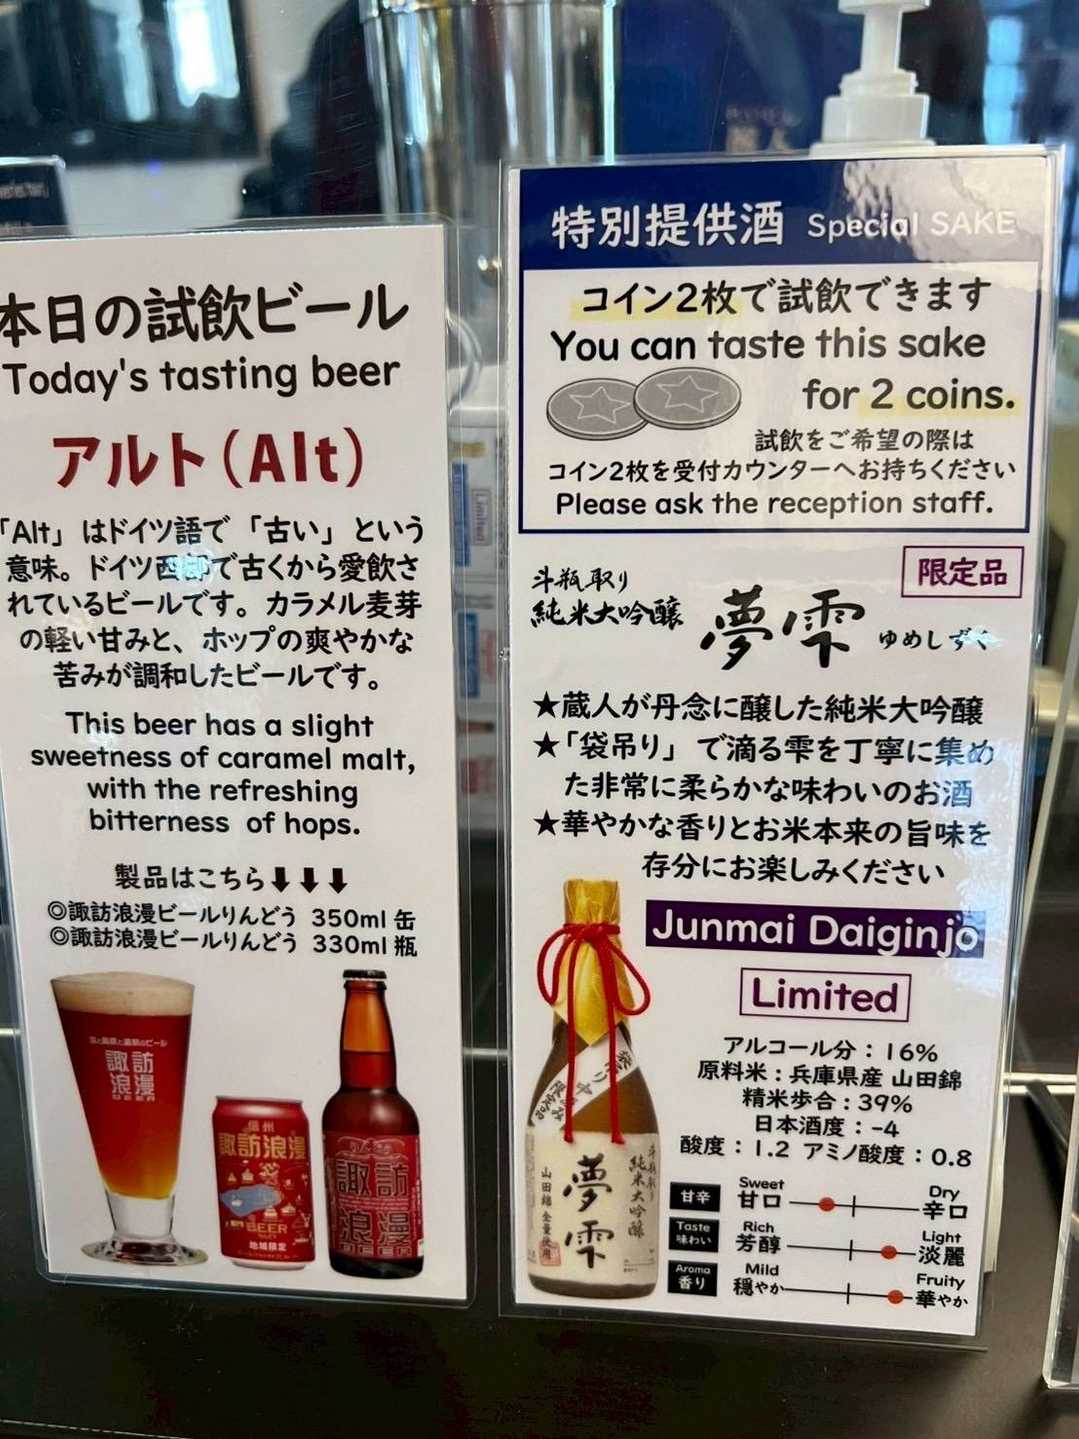 本日の試飲ビール
Today's tasting beer
アルト(Alt)
「Alt」はドイツ語で「古い」という
意味。ドイツ西部で古くから愛飲さ
れているビールです。カラメル麦芽
の軽い甘みと、ホップの爽やかな
苦みが調和したビールです。
This beer has a slight
sweetness of caramel malt,
with the refreshing
bitterness of hops.
製品はこちら⬇⬇⬇
◎諏訪浪漫ビールりんどう 350ml 缶
◎諏訪浪漫ビールりんどう 330ml 瓶
諏訪
浪漫
BEER
信州
諏訪浪漫
BEER
地域限定
諏訪
浪漫
BEER
特別提供酒 Special SAKE
コイン2枚で試飲できます
You can taste this sake
for 2 coins.
試飲をご希望の際は
コイン2枚を受付カウンターへお持ちください
Please ask the reception staff.
限定品
斗瓶取り
純米大吟醸 夢雫 ゆめしずく
★蔵人が丹念に醸した純米大吟醸
★「袋吊り」で滴る雫を丁寧に集め
た非常に柔らかな味わいのお酒
★華やかな香りとお米本来の旨味を
存分にお楽しみください
Junmai Daiginjo
Limited
アルコール分：16%
原料米：兵庫県産 山田錦
精米歩合：39%
日本酒度：-4
酸度：1.2 アミノ酸度：0.8
斗瓶取り
純米大吟醸
夢雫
山田錦 全量使用
甘辛 Sweet 甘口 Dry 辛口
Taste 味わい Rich 芳醇 Light 淡麗
Aroma 香り Mild 穏やか Fruity 華やか